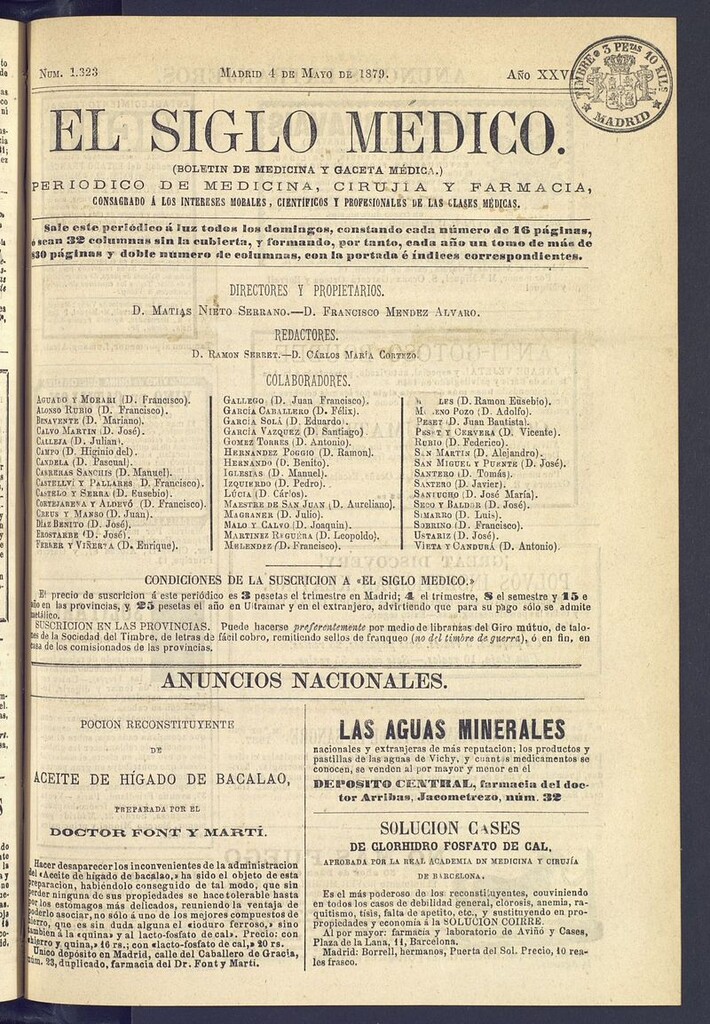 Num. 1.323
Madrid 4 de Mayo de 1879.
Año XXV
TIMBRE 3 PETAS 10 KILS
MADRID
EL SIGLO MEDICO.
(BOLETIN DE MEDICINA Y GACETA MÉDICA.)
PERIODICO DE MEDICINA, CIRUJÍA Y FARMACIA,
CONSAGRADO Á LOS INTERESES MORALES, CIENTÍFICOS Y PROFESIONALES DE LAS CLASES MÉDICAS.
Sale este periódico á luz todos los domingos, constando cada número de 16 páginas,
ó sean 32 columnas sin la cubierta, y formando, por tanto, cada año un tomo de más de
830 páginas y doble numero de columnas, con la portada é índices correspondientes.
DIRECTORES Y PROPIETARIOS.
D. Matías Nieto Serrano.—D. Francisco Mendez Alvaro.
REDACTORES.
D. Ramon Serret.—D. Cárlos María Cortezo.
COLABORADORES.
Aguado y Morari (D. Francisco).
Alonso Rubio (D. Francisco).
Benavente (D. Mariano).
Calvo Martin (D. José).
Calleja (D. Julian).
Campo (D. Higinio del).
Candela (D. Pascual).
Carreras Sanchis (D. Manuel).
Castellví y Pallares D. Francisco).
Castelo y Serra (D. Eusebio).
Cortejarena y Aldevó (D. Francisco).
Creus y Manso (D. Juan).
Diaz Benito (D. José).
Erostarbe (D. José).
Ferrer y Viñerta (D. Enrique).
Gallego (D. Juan Francisco).
García Caballero (D. Félix).
García Solá (D. Eduardo).
García Vazquez (D. Santiago)
Gomez Torres (D. Antonio).
Hernandez Poggio (D. Ramon).
Hernando (D. Benito).
Iglesias (D. Manuel).
Izquierdo (D. Pedro).
Lúcia (D. Cárlos).
Maestre de San Juan (D. Aureliano).
Magraner (D. Julio).
Malo y Calvo (D. Joaquin).
Martinez Reguéra (D. Leopoldo).
Melendez (D. Francisco).
les (D. Ramon Eusebio).
Pozo (D. Adolfo).
Peset (D. Juan Bautista).
Peset y Cervera (D. Vicente).
Rubio (D. Federico).
San Martin (D. Alejandro).
San Miguel y Puente (D. José).
Santero (D. Tomás).
Santero (D. Javier).
Santucho (D. José María).
Seco y Baldor (D. José).
Simarro (D. Luis).
Sobrino (D. Francisco).
Ustariz (D. José).
Vieta y Candurá (D. Antonio).
CONDICIONES DE LA SUSCRICION A «EL SIGLO MEDICO.»
El precio de suscricion á este periódico es 3 pesetas el trimestre en Madrid; 4 el trimestre, 8 el semestre y 15 e
año en las provincias, y 25 pesetas el año en Ultramar y en el extranjero, advirtiendo que para su pago sólo se admite
metálico.
SUSCRICION EN LAS PROVINCIAS. Puede hacerse preferentemente por medio de libranzas del Giro mútuo, de talo-
nes de la Sociedad del Timbre, de letras de fácil cobro, remitiendo sellos de franqueo (no del timbre de guerra), ó en fin, en
casa de los comisionados de las provincias.
ANUNCIOS NACIONALES.
POCION RECONSTITUYENTE
DE
ACEITE DE HÍGADO DE BACALAO,
PREPARADA POR EL
DOCTOR FONT Y MARTÍ.
Hacer desaparecer los inconvenientes de la administracion
del «Aceite de hígado de bacalao,» ha sido el objeto de esta
preparacion, habiéndolo conseguido de tal modo, que sin
perder ninguna de sus propiedades se hace tolerable hasta
por los estomagos más delicados, reuniendo la ventaja de
poderlo asociar, no sólo á uno de los mejores compuestos de
hierro, que es sin duda alguna el «ioduro ferroso,» sino
tambien á la «quina» y al lacto-fosfato de cal». Precio: con
«hierro y quina,» 16 rs.; con «lacto-fosfato de cal,» 20 rs.
Unico depósito en Madrid, calle del Caballero de Gracia,
núm. 23, duplicado, farmacia del Dr. Font y Martí.
LAS AGUAS MINERALES
nacionales y extranjeras de más reputacion; los productos y
pastillas de las aguas de Vichy, y cuantos medicamentos se
conocen, se venden al por mayor y menor en el
DEPOSITO CENTRAL, farmacia del doc-
tor Arribas, Jacometrezo, núm. 32
SOLUCION CASES
DE CLORHIDRO FOSFATO DE CAL,
APROBADA POR LA REAL ACADEMIA DN MEDICINA Y CIRUJÍA
DE BARCELONA.
Es el más poderoso de los reconstituyentes, conviniendo
en todos los casos de debilidad general, clorosis, anemia, ra-
quitismo, tísis, falta de apetito, etc., y sustituyendo en pro-
piedades y economía á la SOLUCION COIRRE.
Al por mayor: farmacia y laboratorio de Aviñó y Cases,
Plaza de la Lana, 11, Barcelona.
Madrid: Borrell, hermanos, Puerta del Sol. Precio, 10 rea-
les frasco.